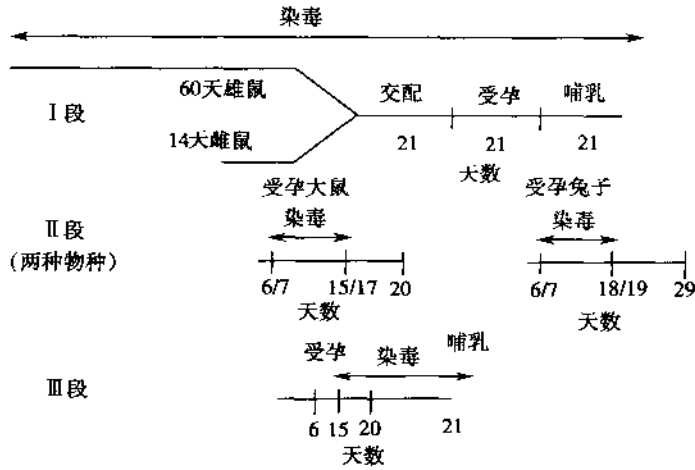 染毒
60天雄鼠
交配 受孕 哺乳
Ⅰ段
14天雌鼠
21 21 21
天数
受孕大鼠 受孕兔子
染毒 染毒
Ⅱ段
(两种物种)
6/7 15/17 20 6/7 18/19 29
天数 天数
受孕 染毒 哺乳
Ⅲ段
6 15 20 21
天数